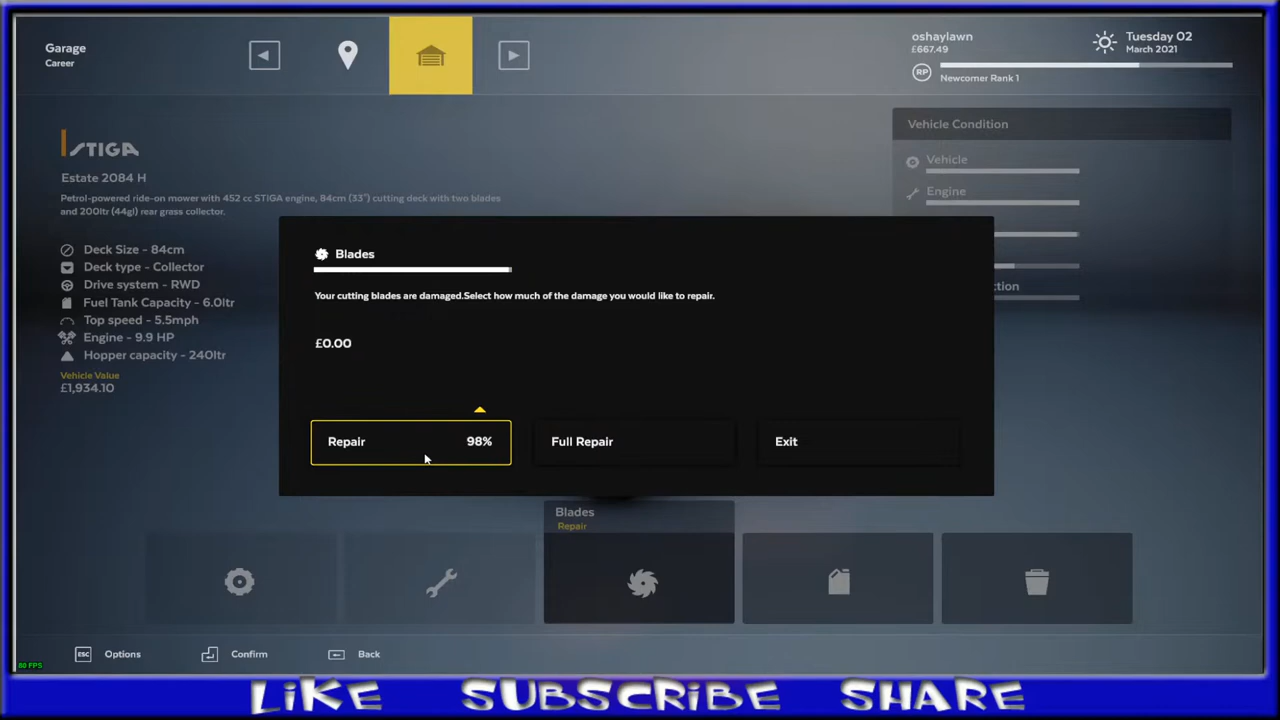 Garage
Career
oshaylawn
£667.49
RP
Newcomer Rank 1
Tuesday 02
March 2021
STIGA
Estate 2084 H
Petrol-powered ride-on mower with 452 cc STIGA engine, 84cm (33") cutting deck with two blades
and 200ltr (44gl) rear grass collector.
Deck Size - 84cm
Deck type - Collector
Drive system - RWD
Fuel Tank Capacity - 6.0ltr
Top speed - 5.5mph
Engine - 9.9 HP
Hopper capacity - 240ltr
Vehicle Value
£1,934.10
Vehicle Condition
Vehicle
Engine
Blades
Your cutting blades are damaged.Select how much of the damage you would like to repair.
£0.00
Repair 98%
Full Repair
Exit
Blades
Repair
ESC Options
Confirm
Back
80 FPS
LiKE SUBSCRiBE SHARE